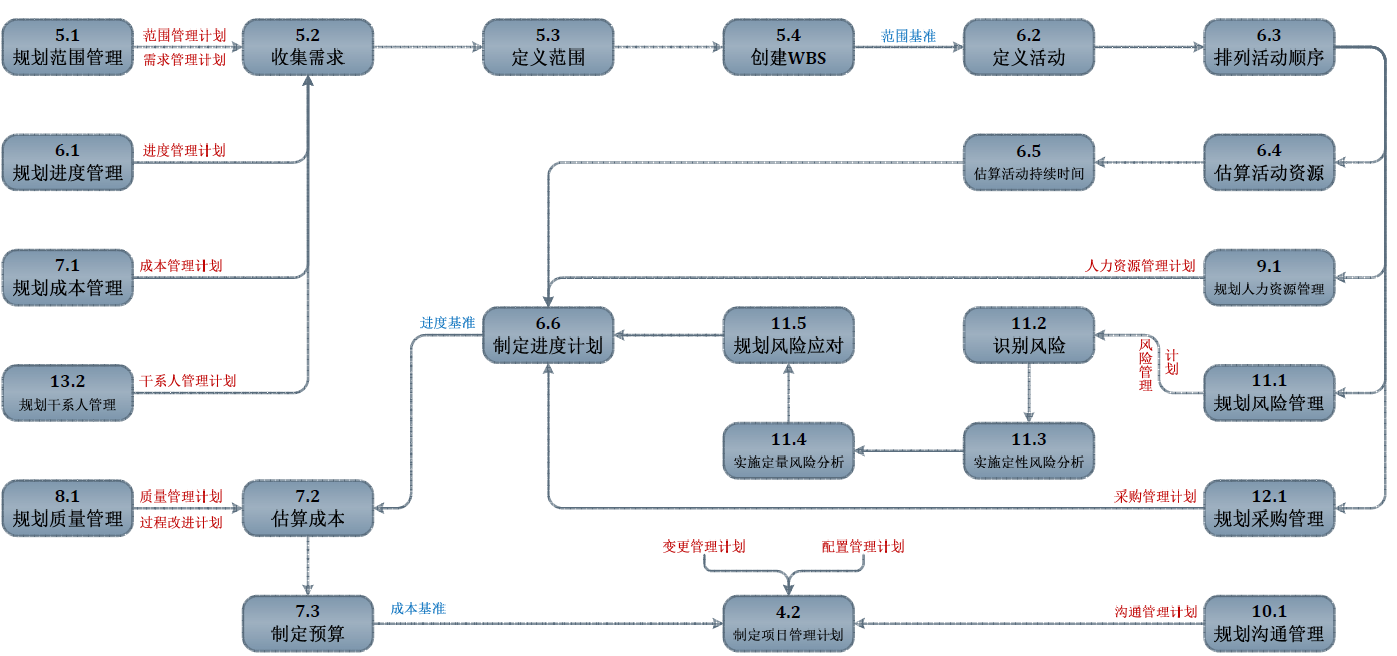 5.1
规划范围管理
范围管理计划
需求管理计划
5.2
收集需求
5.3
定义范围
5.4
创建WBS
范围基准
6.2
定义活动
6.3
排列活动顺序
6.1
规划进度管理
进度管理计划
6.5
估算活动持续时间
6.4
估算活动资源
7.1
规划成本管理
成本管理计划
人力资源管理计划
9.1
规划人力资源管理
进度基准
6.6
制定进度计划
11.5
规划风险应对
11.2
识别风险
风险管理
计划
11.1
规划风险管理
13.2
规划干系人管理
干系人管理计划
11.4
实施定量风险分析
11.3
实施定性风险分析
8.1
规划质量管理
质量管理计划
过程改进计划
7.2
估算成本
采购管理计划
12.1
规划采购管理
变更管理计划
配置管理计划
7.3
制定预算
成本基准
4.2
制定项目管理计划
沟通管理计划
10.1
规划沟通管理